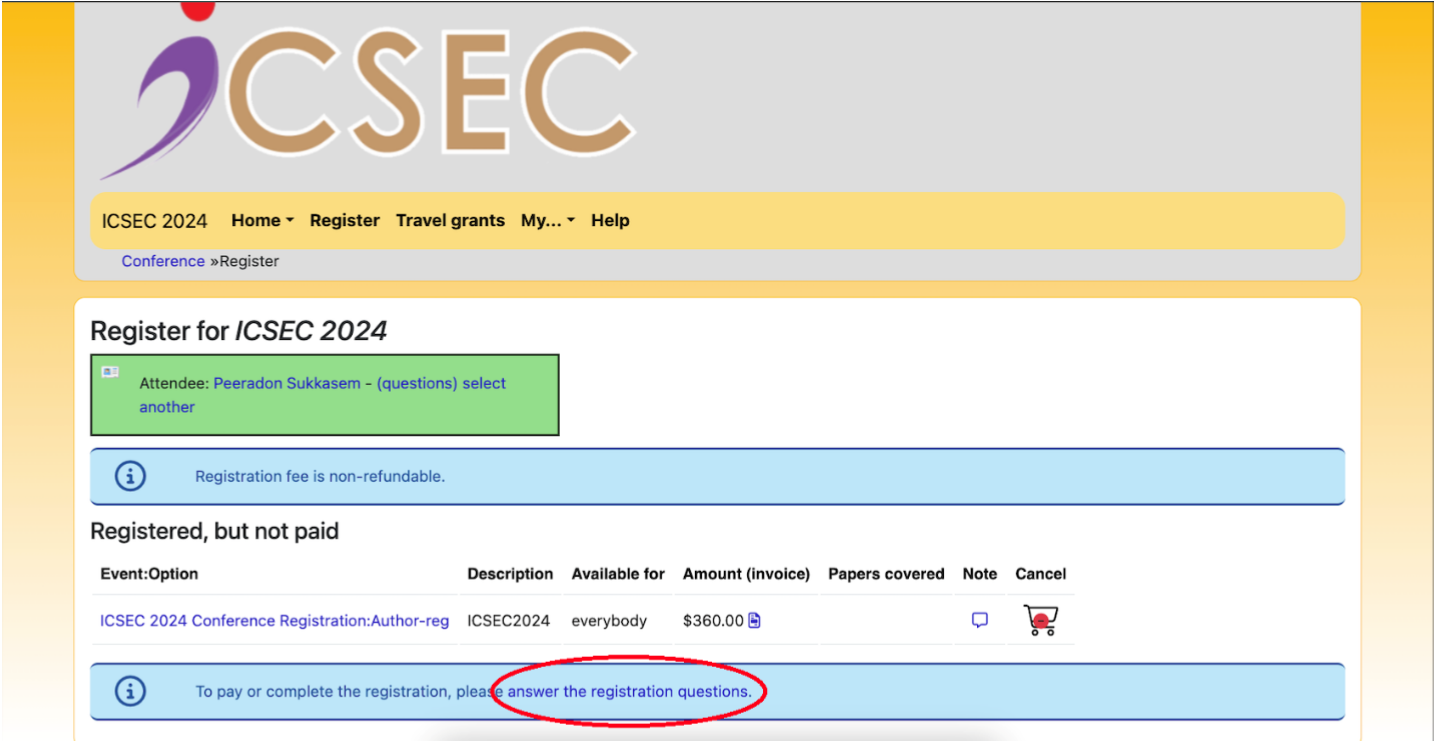 iCSEC
ICSEC 2024 Home Register Travel grants My... Help
Conference »Register
Register for ICSEC 2024
Attendee: Peeradon Sukkasem - (questions) select
another
Registration fee is non-refundable.
Registered, but not paid
Event:Option Description Available for Amount (invoice) Papers covered Note Cancel
ICSEC 2024 Conference Registration:Author-reg ICSEC2024 everybody $360.00
To pay or complete the registration, please answer the registration questions.